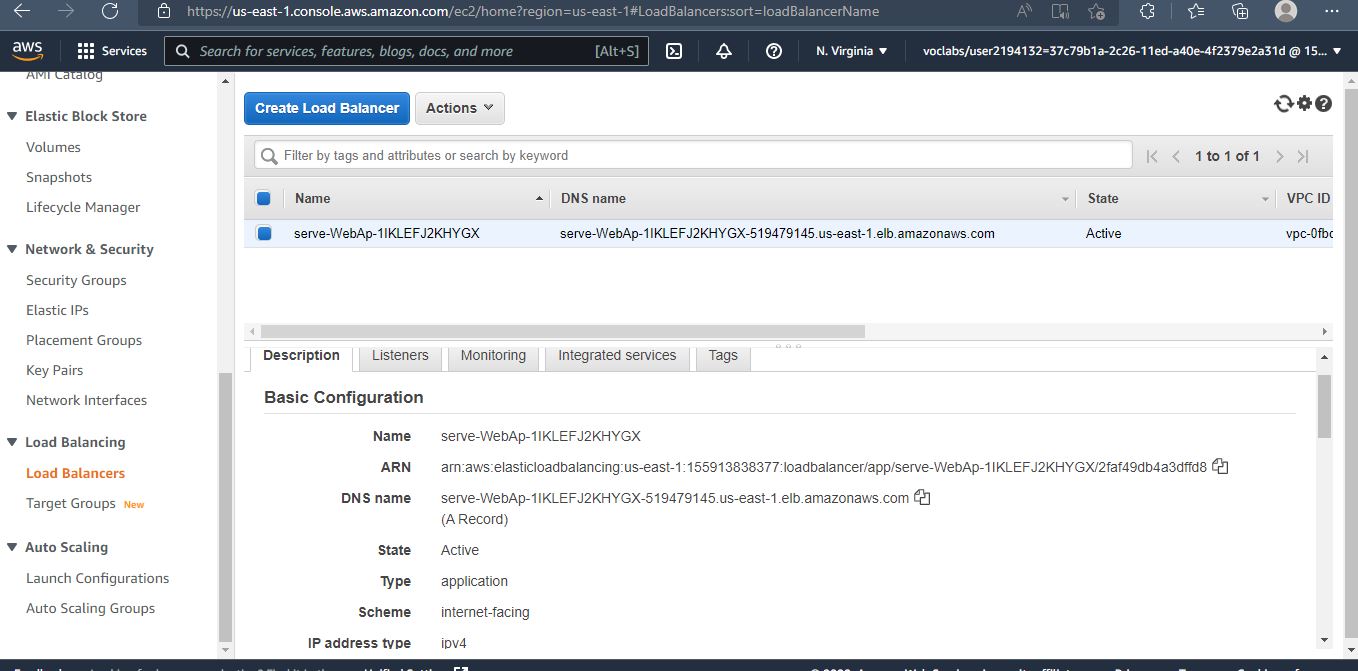 https://us-east-1.console.aws.amazon.com/ec2/home?region=us-east-1#LoadBalancers:sort=loadBalancerName
aws Services Search for services, features, blogs, docs, and more [Alt+S] N. Virginia voclabs/user2194132=37c79b1a-2c26-11ed-a40e-4f2379e2a31d @ 15...
AMI Catalog
Elastic Block Store
Volumes
Snapshots
Lifecycle Manager
Network & Security
Security Groups
Elastic IPs
Placement Groups
Key Pairs
Network Interfaces
Load Balancing
Load Balancers
Target Groups New
Auto Scaling
Launch Configurations
Auto Scaling Groups
Create Load Balancer Actions
Filter by tags and attributes or search by keyword 1 to 1 of 1
Name DNS name State VPC ID
serve-WebAp-1IKLEFJ2KHYGX serve-WebAp-1IKLEFJ2KHYGX-519479145.us-east-1.elb.amazonaws.com Active vpc-0fbc
Description Listeners Monitoring Integrated services Tags
Basic Configuration
Name serve-WebAp-1IKLEFJ2KHYGX
ARN arn:aws:elasticloadbalancing:us-east-1:155913838377:loadbalancer/app/serve-WebAp-1IKLEFJ2KHYGX/2faf49db4a3dffd8
DNS name serve-WebAp-1IKLEFJ2KHYGX-519479145.us-east-1.elb.amazonaws.com
(A Record)
State Active
Type application
Scheme internet-facing
IP address type ipv4